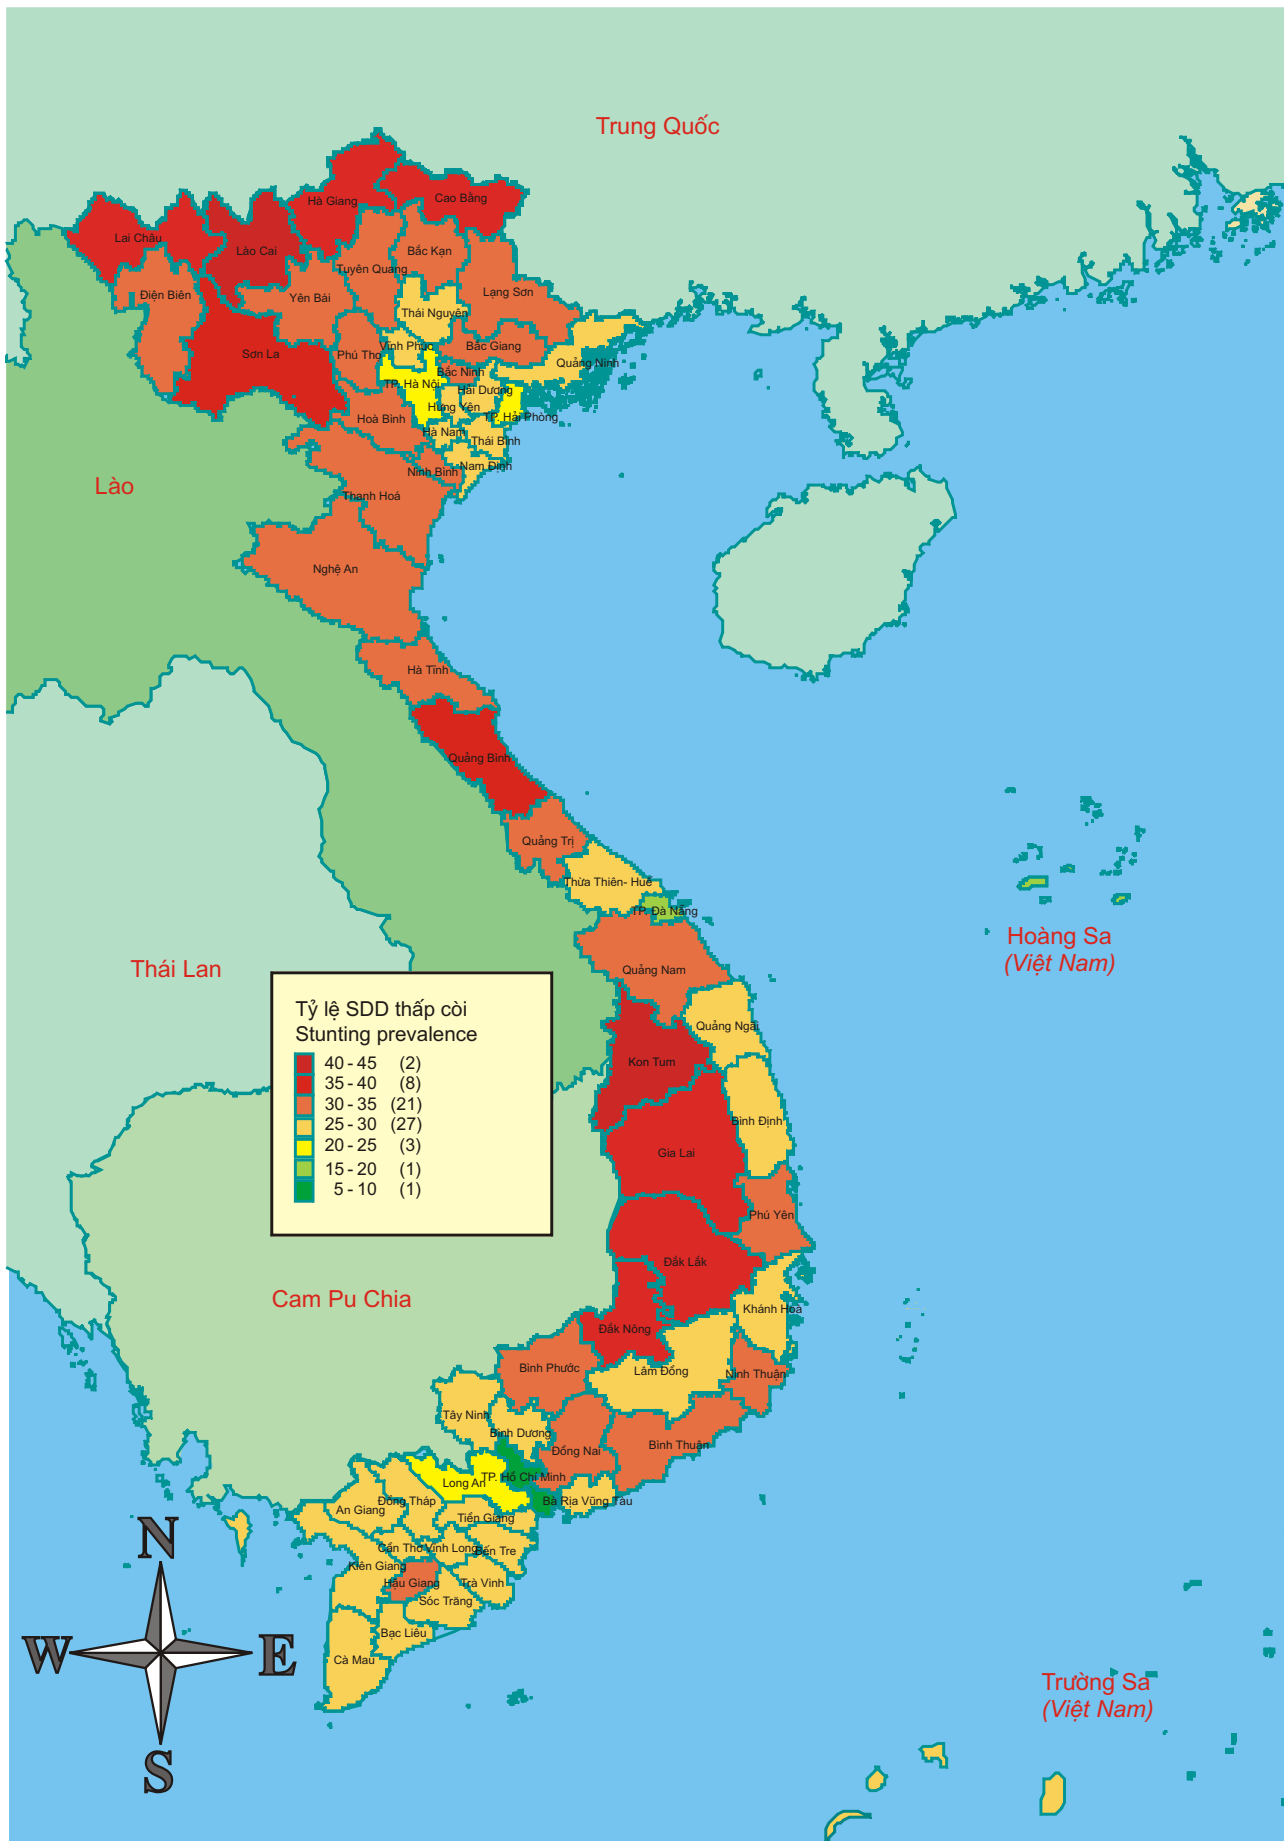 Trung Quốc
Hà Giang
Cao Bằng
Lai Châu
Lào Cai
Bắc Kạn
Tuyên Quang
Điện Biên
Yên Bái
Lạng Sơn
Thái Nguyên
Sơn La
Phú Thọ
Vĩnh Phúc
Bắc Giang
Quảng Ninh
Bắc Ninh
TP. Hà Nội
Hải Dương
Hưng Yên
TP. Hải Phòng
Hoà Bình
Hà Nam
Thái Bình
Ninh Bình
Nam Định
Lào
Thanh Hoá
Nghệ An
Hà Tĩnh
Quảng Bình
Quảng Trị
Thừa Thiên- Huế
TP. Đà Nẵng
Hoàng Sa
(Việt Nam)
Thái Lan
Quảng Nam
Quảng Ngãi
Tỷ lệ SDD thấp còi
Stunting prevalence
40 - 45 (2)
35 - 40 (8)
30 - 35 (21)
25 - 30 (27)
20 - 25 (3)
15 - 20 (1)
5 - 10 (1)
Kon Tum
Bình Định
Gia Lai
Phú Yên
Đắk Lắk
Cam Pu Chia
Khánh Hoà
Đắk Nông
Bình Phước
Lâm Đồng
Ninh Thuận
Tây Ninh
Bình Dương
Đồng Nai
Bình Thuận
TP. Hồ Chí Minh
Long An
Bà Rịa Vũng Tàu
Đồng Tháp
An Giang
Tiền Giang
Cần Thơ
Vĩnh Long
Bến Tre
Kiên Giang
Hậu Giang
Trà Vinh
Sóc Trăng
Bạc Liêu
Cà Mau
N
W
E
S
Trường Sa
(Việt Nam)